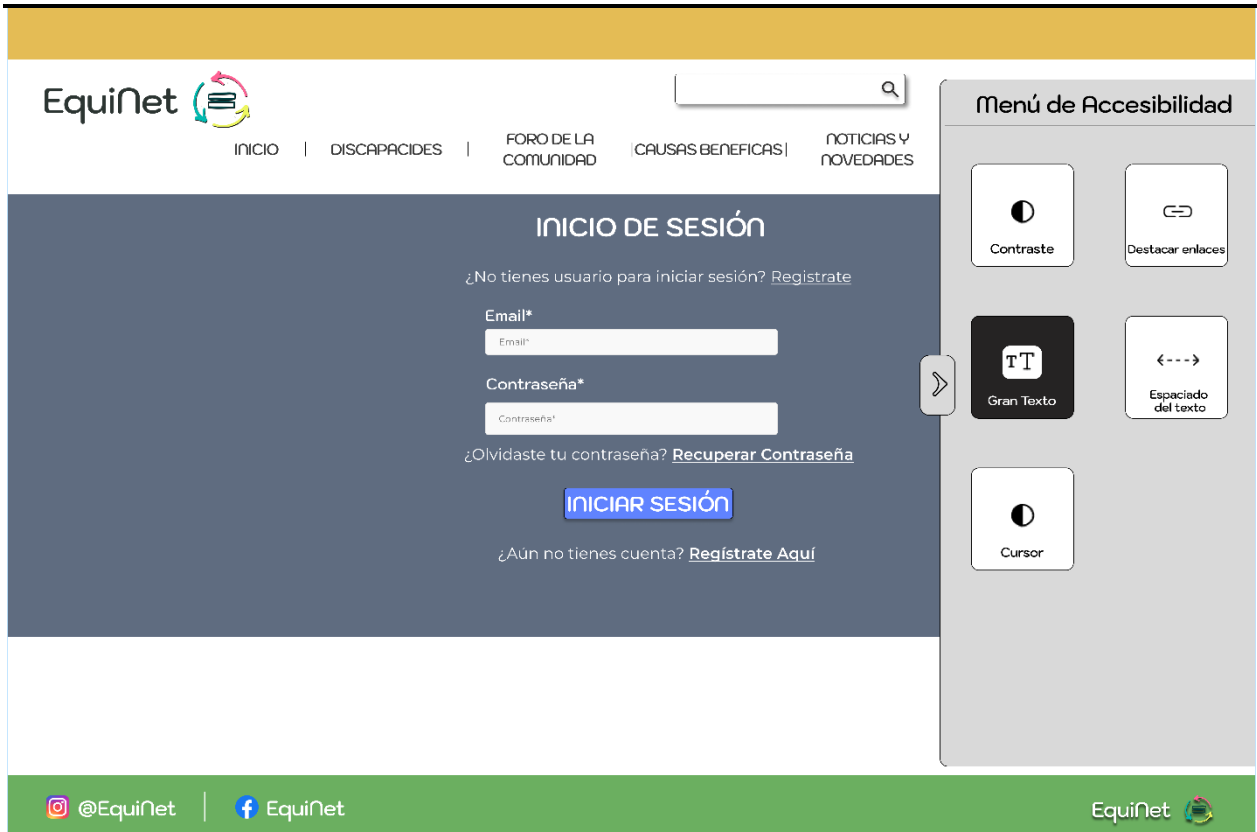 EquiNet
INICIO | DISCAPACIDES | FORO DE LA COMUNIDAD | CAUSAS BENEFICAS | NOTICIAS Y NOVEDADES
INICIO DE SESIÓN
¿No tienes usuario para iniciar sesión? Registrate
Email*
Email*
Contraseña*
Contraseña*
¿Olvidaste tu contraseña? Recuperar Contraseña
INICIAR SESIÓN
¿Aún no tienes cuenta? Regístrate Aquí
Menú de Accesibilidad
Contraste
Destacar enlaces
TT
Gran Texto
Espaciado
del texto
Cursor
@EquiNet | EquiNet
EquiNet